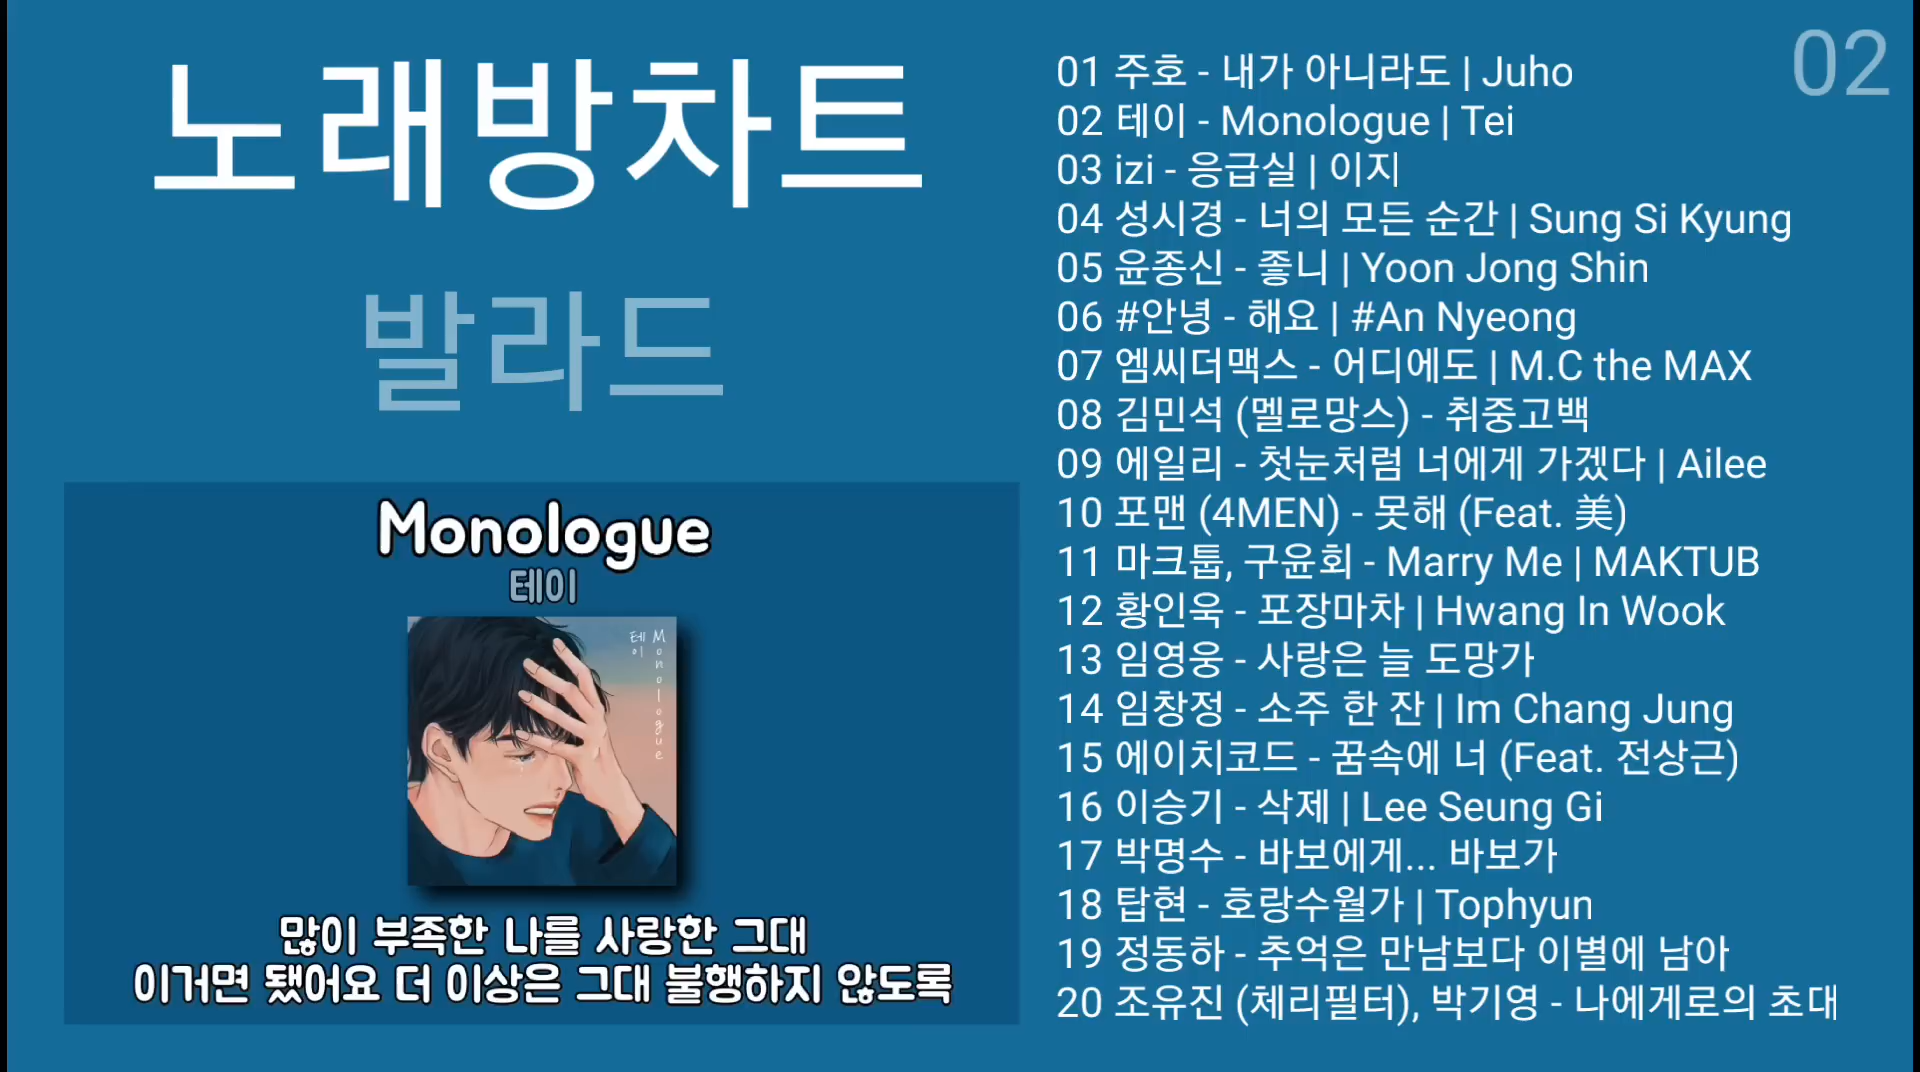 노래방차트
발라드
Monologue
테이
테이
Monologue
많이 부족한 나를 사랑한 그대
이거면 됐어요 더 이상은 그대 불행하지 않도록
02
01 주호 - 내가 아니라도 | Juho
02 테이 - Monologue | Tei
03 izi - 응급실 | 이지
04 성시경 - 너의 모든 순간 | Sung Si Kyung
05 윤종신 - 좋니 | Yoon Jong Shin
06 #안녕 - 해요 | #An Nyeong
07 엠씨더맥스 - 어디에도 | M.C the MAX
08 김민석 (멜로망스) - 취중고백
09 에일리 - 첫눈처럼 너에게 가겠다 | Ailee
10 포맨 (4MEN) - 못해 (Feat. 美)
11 마크툽, 구윤회 - Marry Me | MAKTUB
12 황인욱 - 포장마차 | Hwang In Wook
13 임영웅 - 사랑은 늘 도망가
14 임창정 - 소주 한 잔 | Im Chang Jung
15 에이치코드 - 꿈속에 너 (Feat. 전상근)
16 이승기 - 삭제 | Lee Seung Gi
17 박명수 - 바보에게... 바보가
18 탑현 - 호랑수월가 | Tophyun
19 정동하 - 추억은 만남보다 이별에 남아
20 조유진 (체리필터), 박기영 - 나에게로의 초대